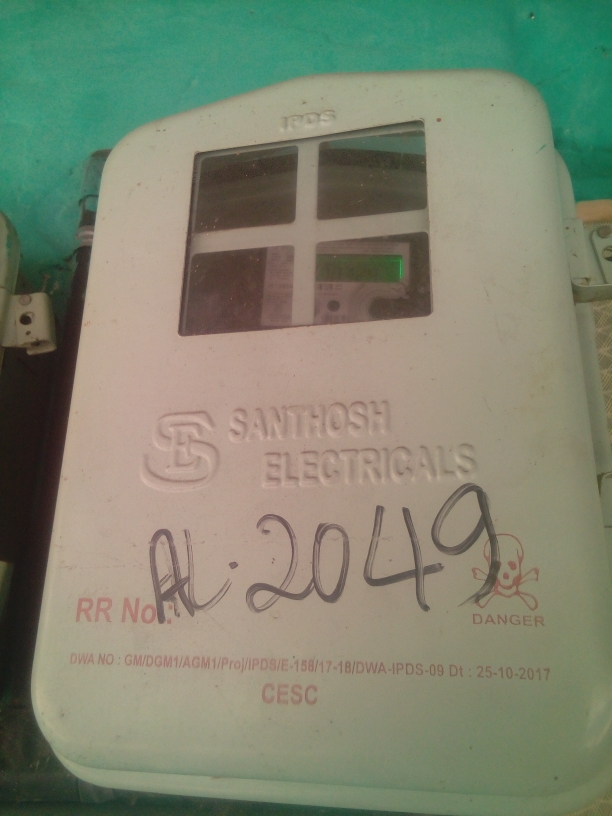 IPDS
SE SANTHOSH
ELECTRICALS
RR No.: AL.2049
DANGER
DWA NO : GM/DGM1/AGM1/Proj/IPDS/E-158/17-18/DWA-IPDS-09 Dt : 25-10-2017
CESC